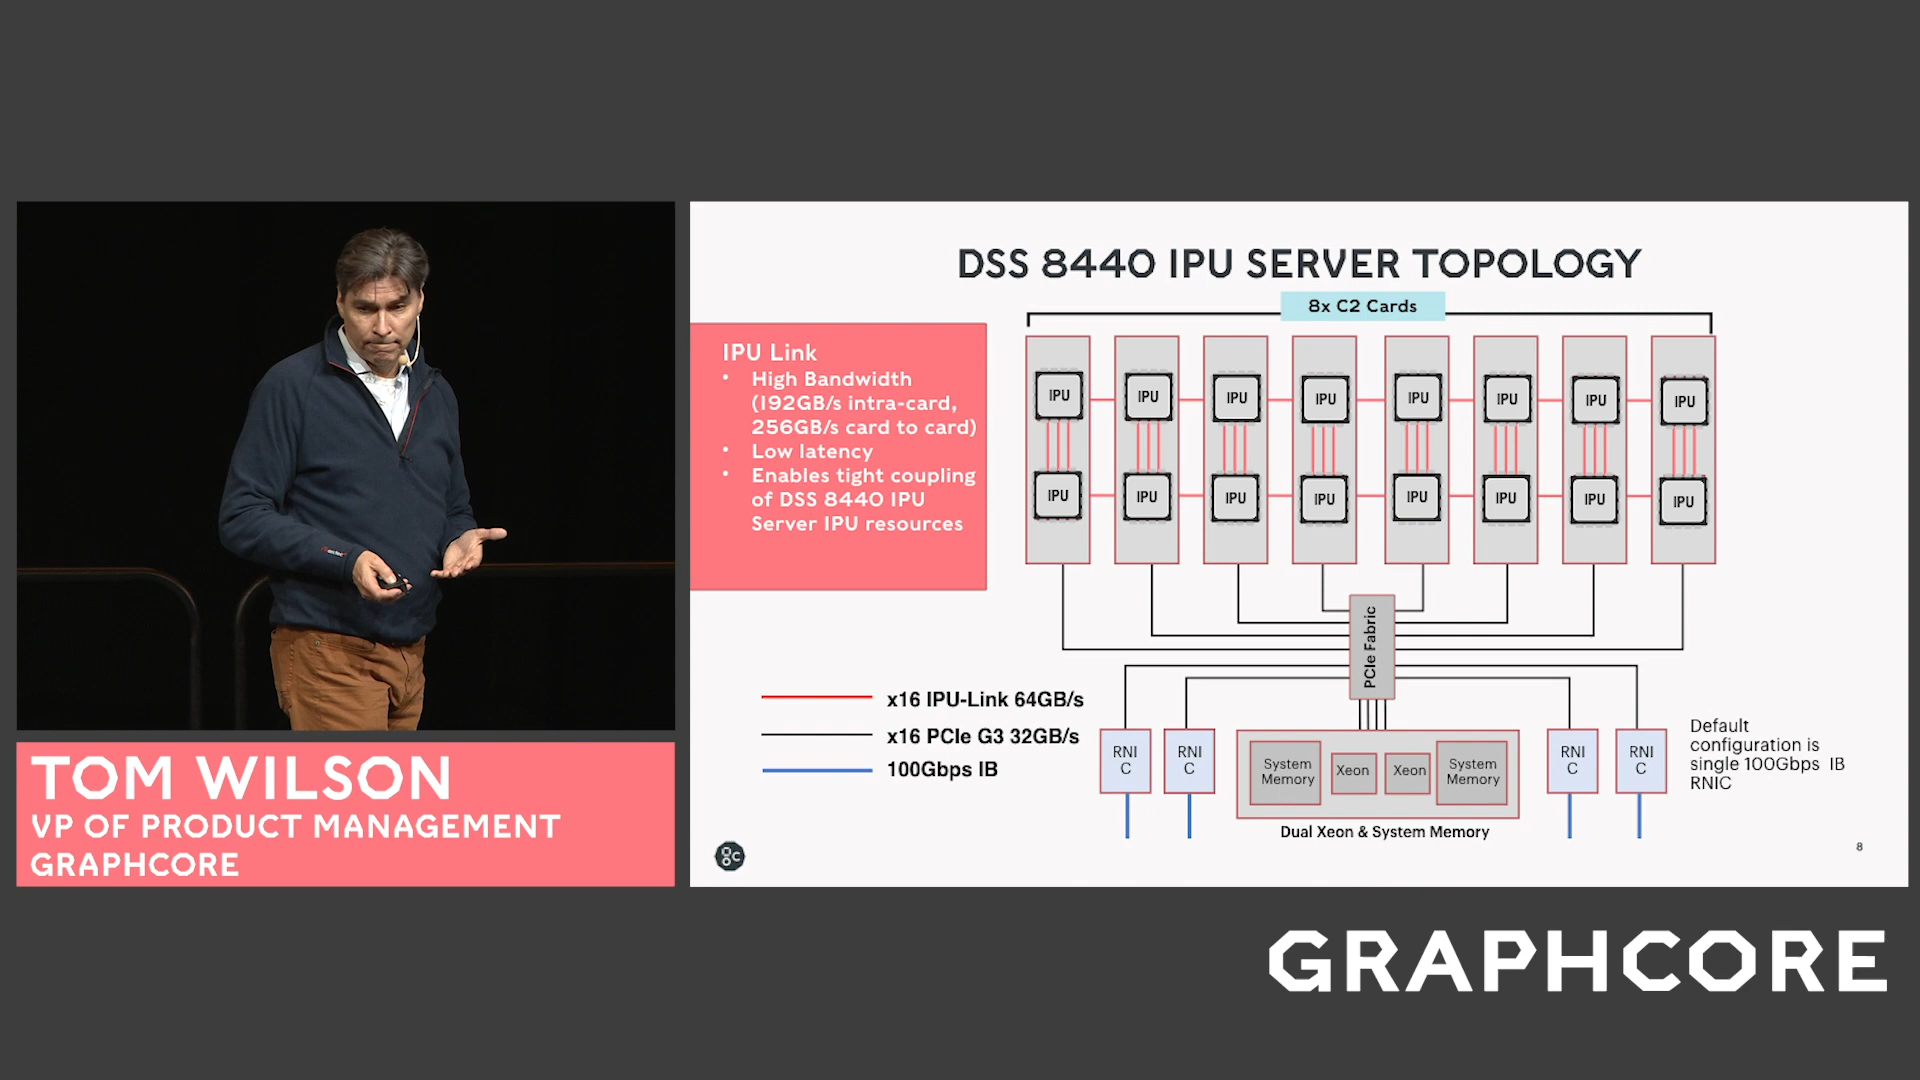 DSS 8440 IPU SERVER TOPOLOGY
8x C2 Cards
IPU Link
• High Bandwidth
(192GB/s intra-card,
256GB/s card to card)
• Low latency
• Enables tight coupling
of DSS 8440 IPU
Server IPU resources
IPU IPU IPU IPU IPU IPU IPU IPU
IPU IPU IPU IPU IPU IPU IPU IPU
PCIe Fabric
x16 IPU-Link 64GB/s
x16 PCIe G3 32GB/s
100Gbps IB
RNI
C
RNI
C
System
Memory
Xeon
Xeon
System
Memory
Dual Xeon & System Memory
RNI
C
RNI
C
Default
configuration is
single 100Gbps IB
RNIC
8
TOM WILSON
VP OF PRODUCT MANAGEMENT
GRAPHCORE
GRAPHCORE